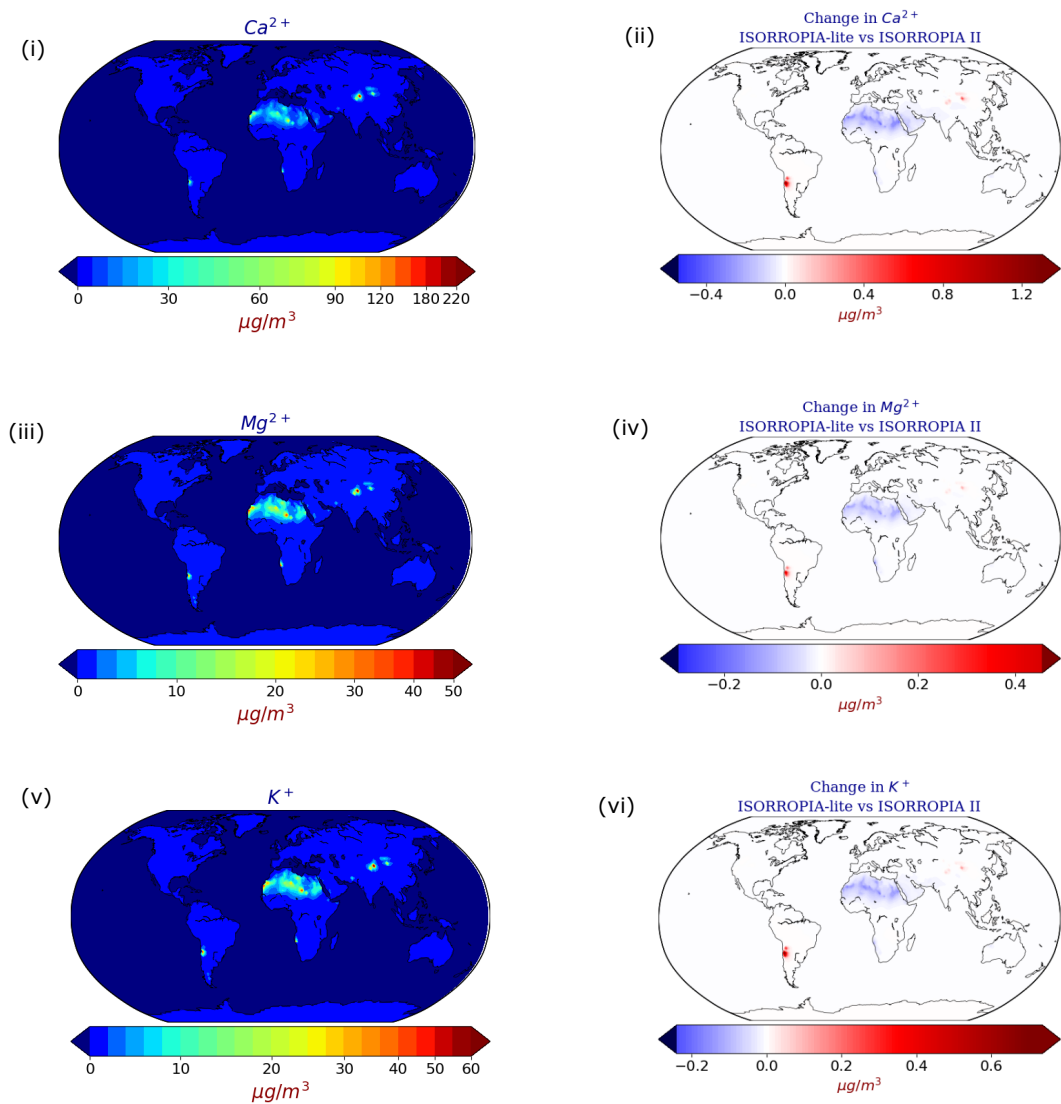 (i)
Ca²⁺
0 30 60 90 120 180 220
μg/m³
(ii)
Change in Ca²⁺
ISORROPIA-lite vs ISORROPIA II
−0.4 0.0 0.4 0.8 1.2
μg/m³
(iii)
Mg²⁺
0 10 20 30 40 50
μg/m³
(iv)
Change in Mg²⁺
ISORROPIA-lite vs ISORROPIA II
−0.2 0.0 0.2 0.4
μg/m³
(v)
K⁺
0 10 20 30 40 50 60
μg/m³
(vi)
Change in K⁺
ISORROPIA-lite vs ISORROPIA II
−0.2 0.0 0.2 0.4 0.6
μg/m³